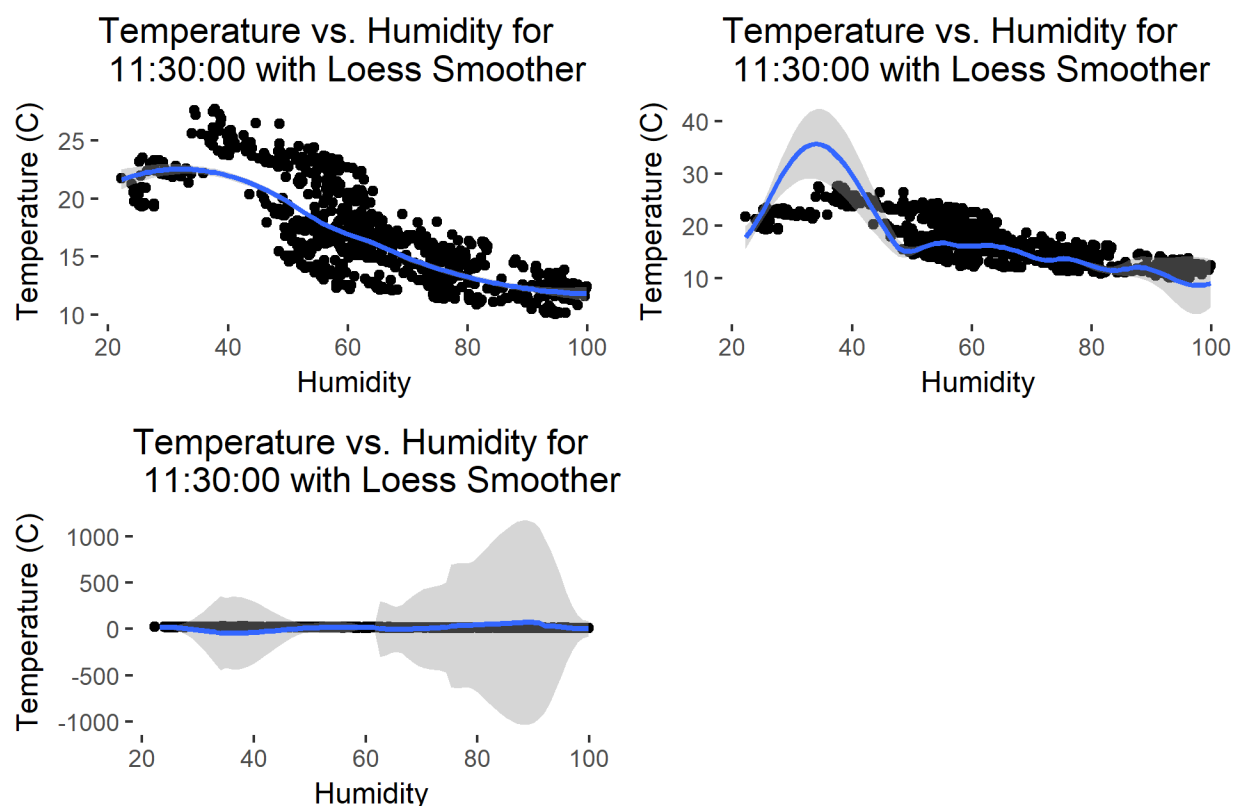 Temperature vs. Humidity for
11:30:00 with Loess Smoother
Temperature (C)
25
20
15
10
20 40 60 80 100
Humidity
Temperature vs. Humidity for
11:30:00 with Loess Smoother
Temperature (C)
40
30
20
10
20 40 60 80 100
Humidity
Temperature vs. Humidity for
11:30:00 with Loess Smoother
Temperature (C)
1000
500
0
-500
-1000
20 40 60 80 100
Humidity